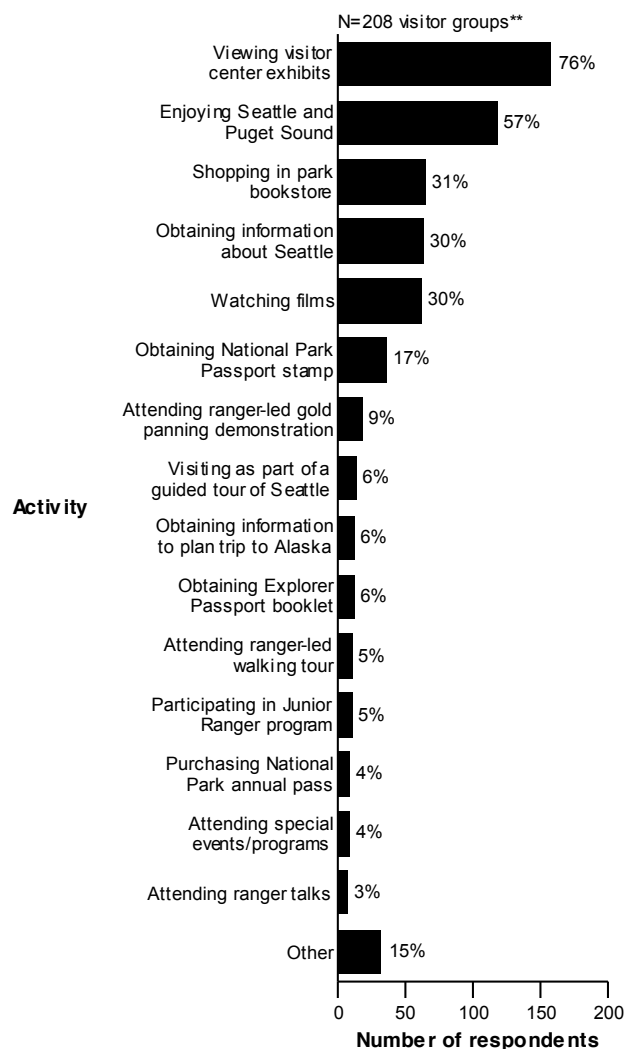 N=208 visitor groups**
Viewing visitor
center exhibits
76%
Enjoying Seattle and
Puget Sound
57%
Shopping in park
bookstore
31%
Obtaining information
about Seattle
30%
Watching films
30%
Obtaining National Park
Passport stamp
17%
Attending ranger-led gold
panning demonstration
9%
Visiting as part of a
guided tour of Seattle
6%
Activity
Obtaining information
to plan trip to Alaska
6%
Obtaining Explorer
Passport booklet
6%
Attending ranger-led
walking tour
5%
Participating in Junior
Ranger program
5%
Purchasing National
Park annual pass
4%
Attending special
events/programs
4%
Attending ranger talks
3%
Other
15%
0 50 100 150 200
Number of respondents